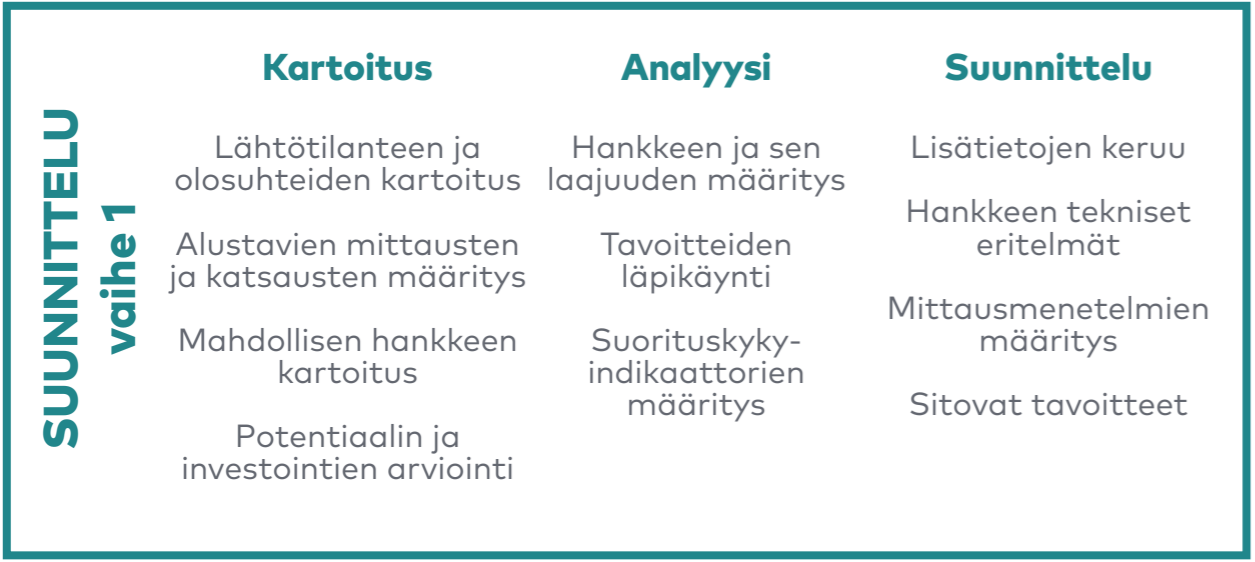 SUUNNITTELU
vaihe 1
Kartoitus
Lähtötilanteen ja
olosuhteiden kartoitus
Alustavien mittausten
ja katsausten määritys
Mahdollisen hankkeen
kartoitus
Potentiaalin ja
investointien arviointi
Analyysi
Hankkeen ja sen
laajuuden määritys
Tavoitteiden
läpikäynti
Suorituskyky-
indikaattorien
määritys
Suunnittelu
Lisätietojen keruu
Hankkeen tekniset
eritelmät
Mittausmenetelmien
määritys
Sitovat tavoitteet